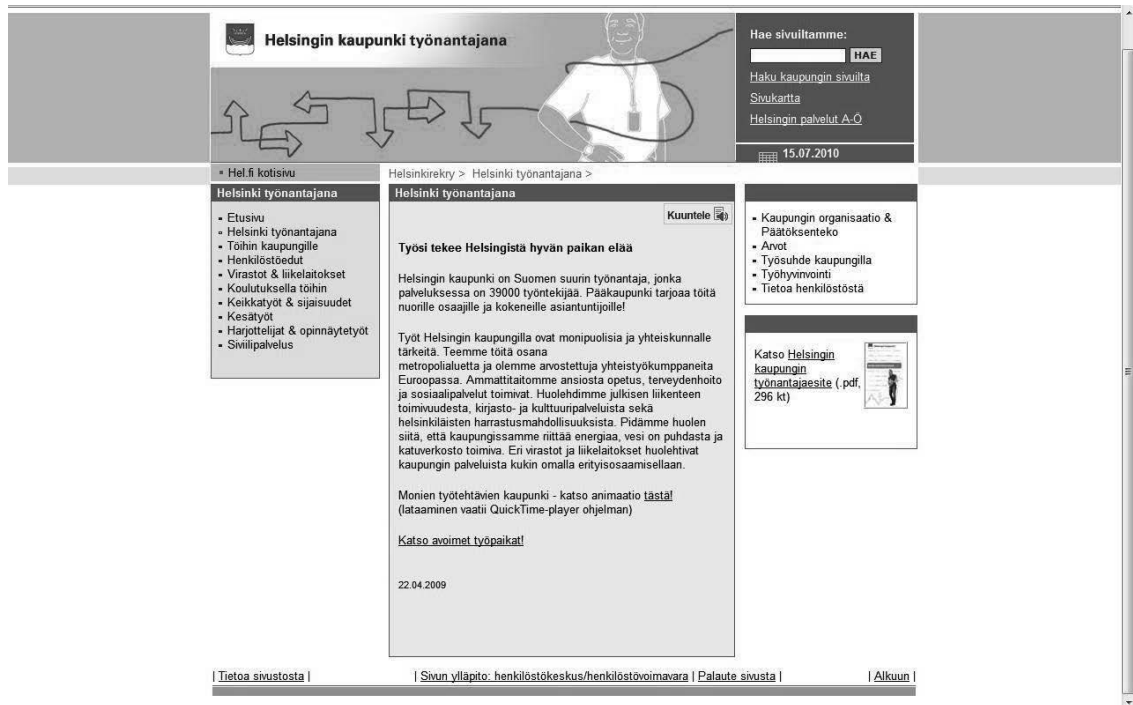 Helsingin kaupunki työnantajana
Hae sivuiltamme:
HAE
Haku kaupungin sivuilta
Sivukartta
Helsingin palvelut A-Ö
15.07.2010
Hel.fi kotisivu
Helsinkirekry > Helsinki työnantajana >
Helsinki työnantajana
Etusivu
Helsinki työnantajana
Töihin kaupungille
Henkilöstöedut
Virastot & liikelaitokset
Koulutuksella töihin
Keikkatyöt & sijaisuudet
Kesätyöt
Harjottelijat & opinnäytetyöt
Siviilipalvelus
Helsinki työnantajana
Kuuntele
Työsi tekee Helsingistä hyvän paikan elää
Helsingin kaupunki on Suomen suurin työnantaja, jonka
palveluksessa on 39000 työntekijää. Pääkaupunki tarjoaa töitä
nuorille osaajille ja kokeneille asiantuntijoille!
Työt Helsingin kaupungilla ovat monipuolisia ja yhteiskunnalle
tärkeitä. Teemme töitä osana
metropolialuetta ja olemme arvostettuja yhteistyökumppaneita
Euroopassa. Ammattitaitomme ansiosta opetus, terveydenhoito
ja sosiaalipalvelut toimivat. Huolehdimme julkisen liikenteen
toimivuudesta, kirjasto- ja kulttuuripalveluista sekä
helsinkiläisten harrastusmahdollisuuksista. Pidämme huolen
siitä, että kaupungissamme riittää energiaa, vesi on puhdasta ja
katuverkosto toimiva. Eri virastot ja liikelaitokset huolehtivat
kaupungin palveluista kukin omalla erityisosaamisellaan.
Monien työtehtävien kaupunki - katso animaatio tästä!
(lataaminen vaatii QuickTime-player ohjelman)
Katso avoimet työpaikat!
22.04.2009
Kaupungin organisaatio &
Päätöksenteko
Arvot
Työsuhde kaupungilla
Työhyvinvointi
Tietoa henkilöstöstä
Katso Helsingin
kaupungin
työnantajaesite (.pdf,
296 kt)
| Tietoa sivustosta |
| Sivun ylläpito: henkilöstökeskus/henkilöstövoimavara | Palaute sivusta |
| Alkuun |